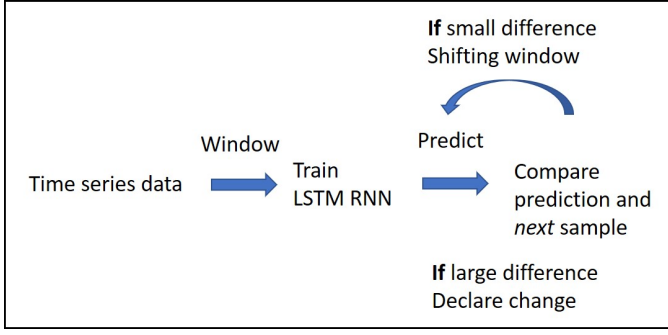 If small difference
Shifting window
Window
Predict
Time series data
Train
LSTM RNN
Compare
prediction and
next sample
If large difference
Declare change